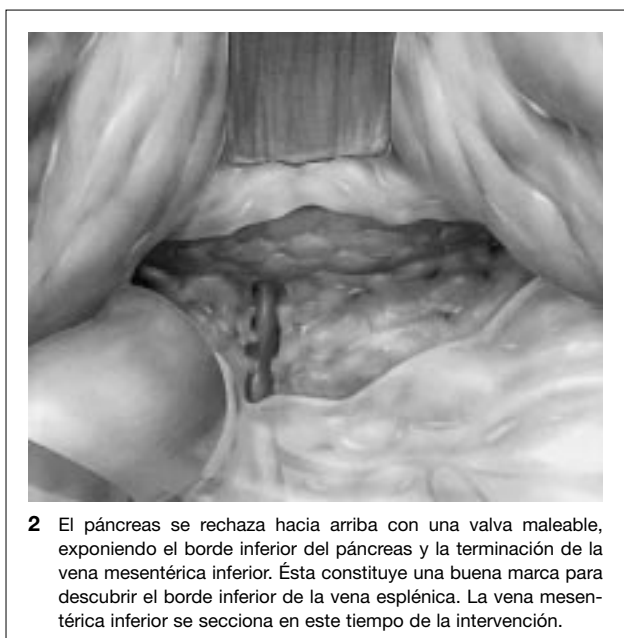 2 El páncreas se rechaza hacia arriba con una valva maleable,
exponiendo el borde inferior del páncreas y la terminación de la
vena mesentérica inferior. Ésta constituye una buena marca para
descubrir el borde inferior de la vena esplénica. La vena mesen-
térica inferior se secciona en este tiempo de la intervención.